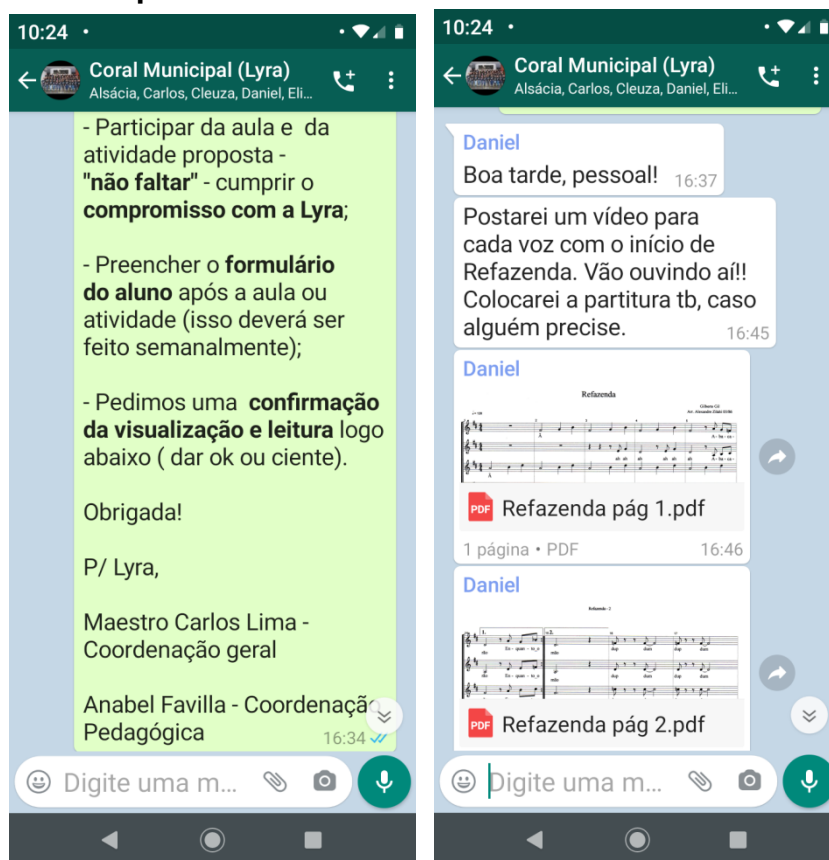 10:24
Coral Municipal (Lyra)
Alsácia, Carlos, Cleuza, Daniel, Eli...
- Participar da aula e da
atividade proposta -
"não faltar" - cumprir o
compromisso com a Lyra;
- Preencher o formulário
do aluno após a aula ou
atividade (isso deverá ser
feito semanalmente);
- Pedimos uma confirmação
da visualização e leitura logo
abaixo ( dar ok ou ciente).
Obrigada!
P/ Lyra,
Maestro Carlos Lima -
Coordenação geral
Anabel Favilla - Coordenação
Pedagógica
16:34
Digite uma m...
10:24
Coral Municipal (Lyra)
Alsácia, Carlos, Cleuza, Daniel, Eli...
Daniel
Boa tarde, pessoal! 16:37
Postarei um vídeo para
cada voz com o início de
Refazenda. Vão ouvindo aí!!
Colocarei a partitura tb, caso
alguém precise. 16:45
Daniel
Refazenda
PDF Refazenda pág 1.pdf
1 página • PDF 16:46
Daniel
Refazenda - 2
PDF Refazenda pág 2.pdf
Digite uma m...